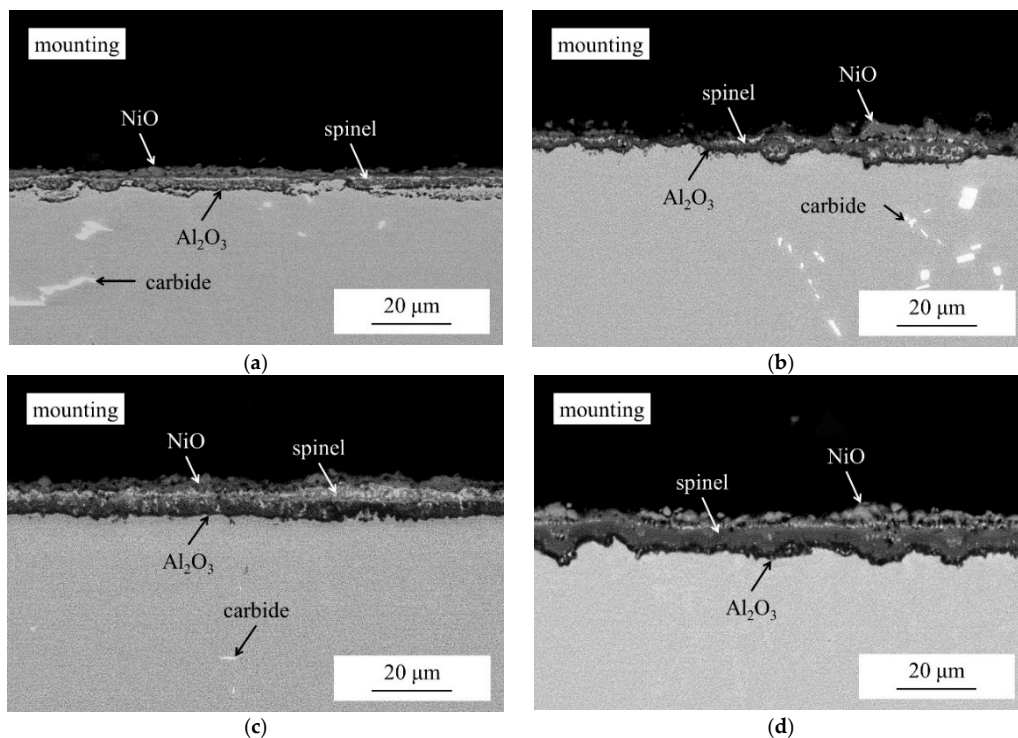 mounting
NiO
spinel
Al₂O₃
carbide
20 μm
(a)
mounting
NiO
spinel
Al₂O₃
carbide
20 μm
(b)
mounting
NiO
spinel
Al₂O₃
carbide
20 μm
(c)
mounting
NiO
spinel
Al₂O₃
20 μm
(d)